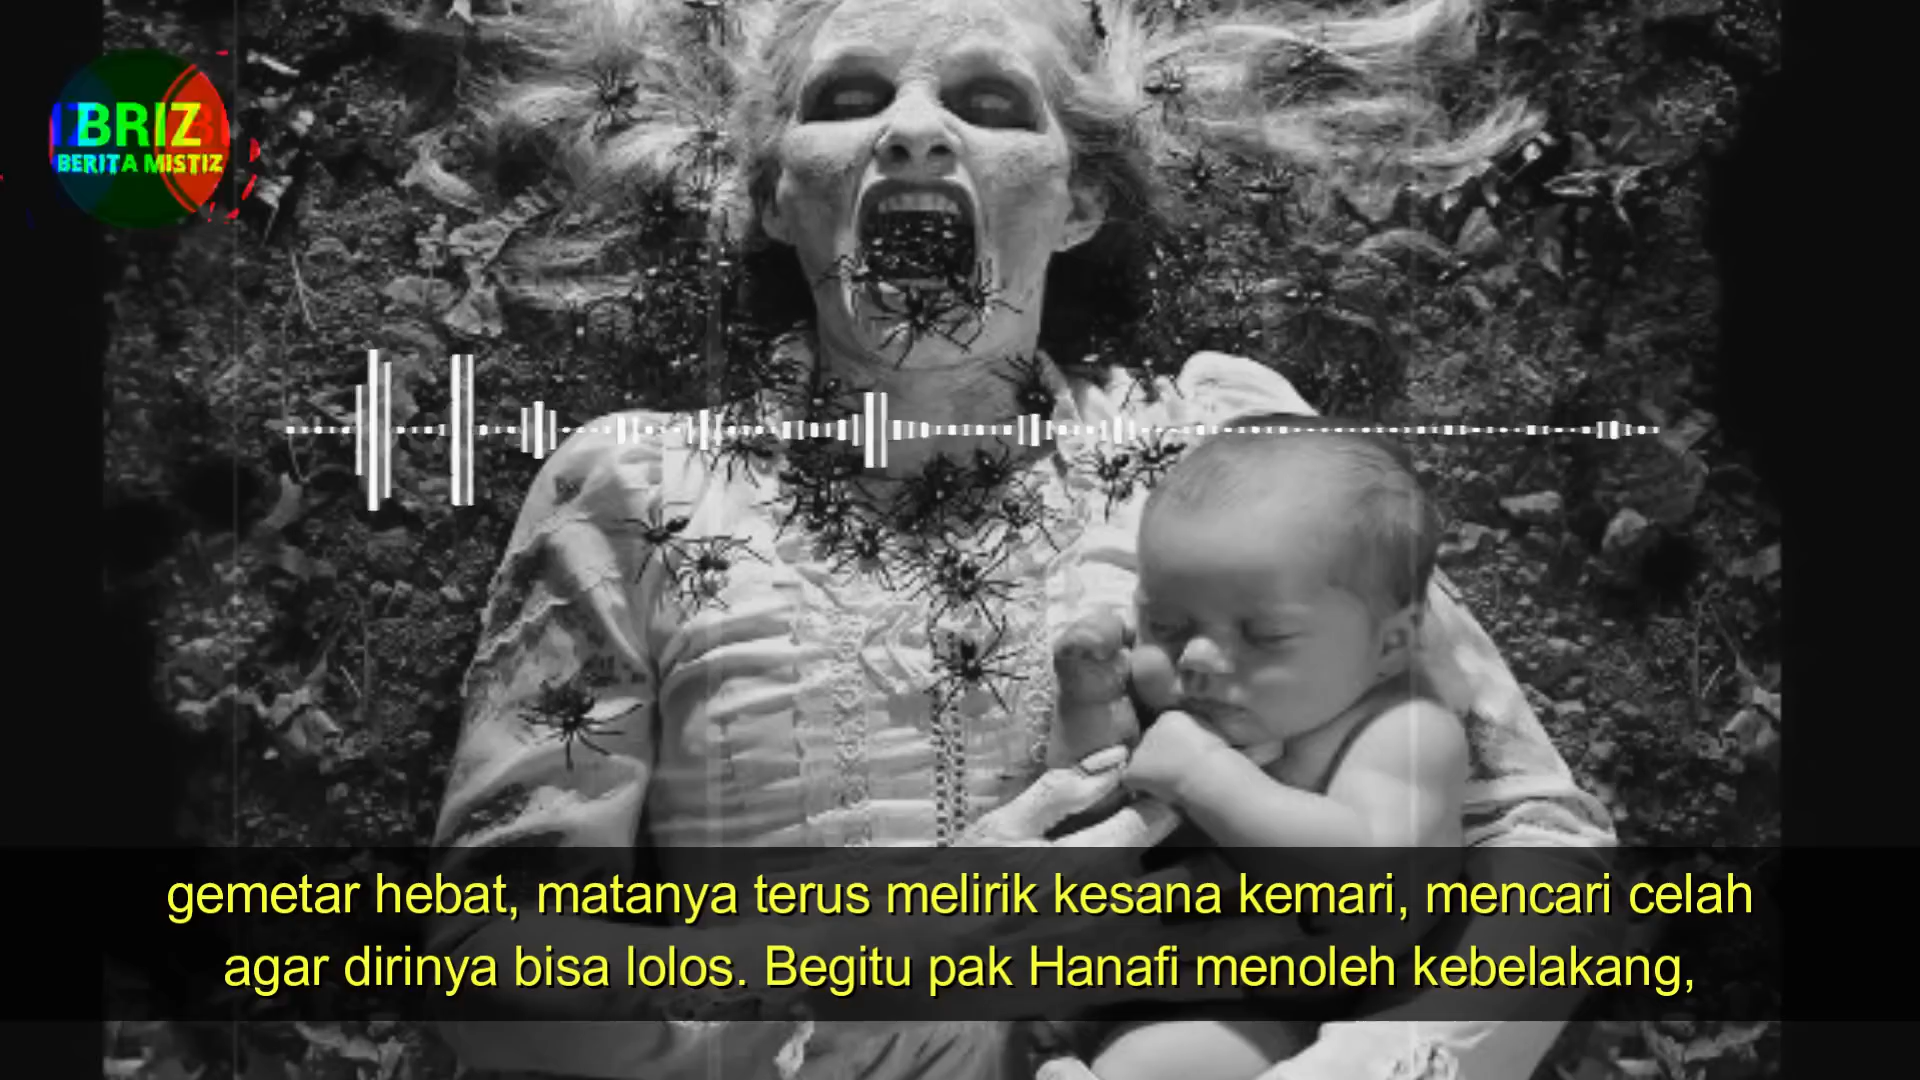 BRIZ
BERITA MISTIZ
gemetar hebat, matanya terus melirik kesana kemari, mencari celah
agar dirinya bisa lolos. Begitu pak Hanafi menoleh kebelakang,